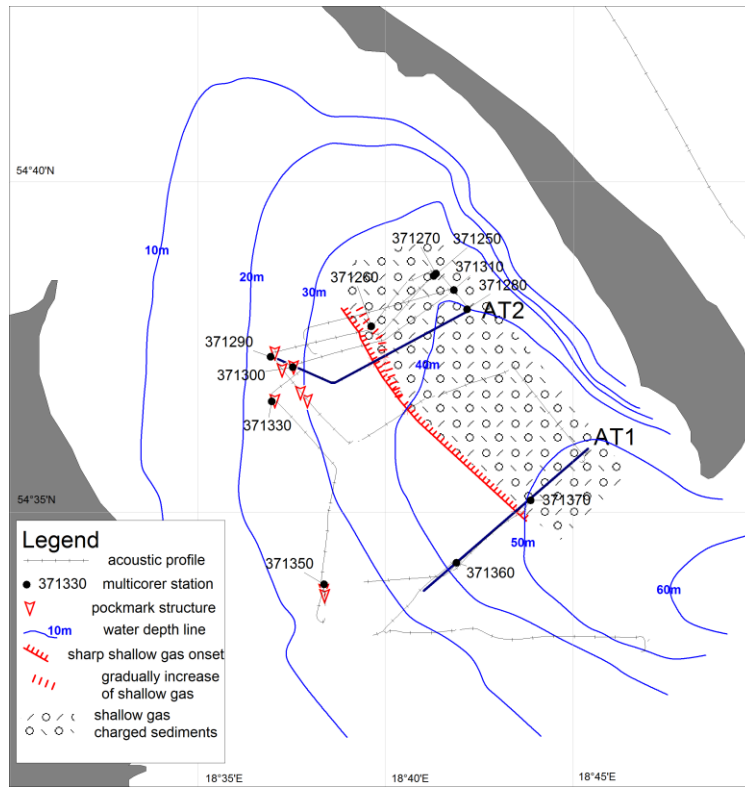 54°40'N
10m
20m
30m
371270
371250
371310
371260
371280
AT2
371290
371300
40m
371330
AT1
54°35'N
371370
50m
371350
371360
60m
Legend
acoustic profile
371330 multicorer station
pockmark structure
10m water depth line
sharp shallow gas onset
gradually increase
of shallow gas
shallow gas
charged sediments
18°35'E
18°40'E
18°45'E